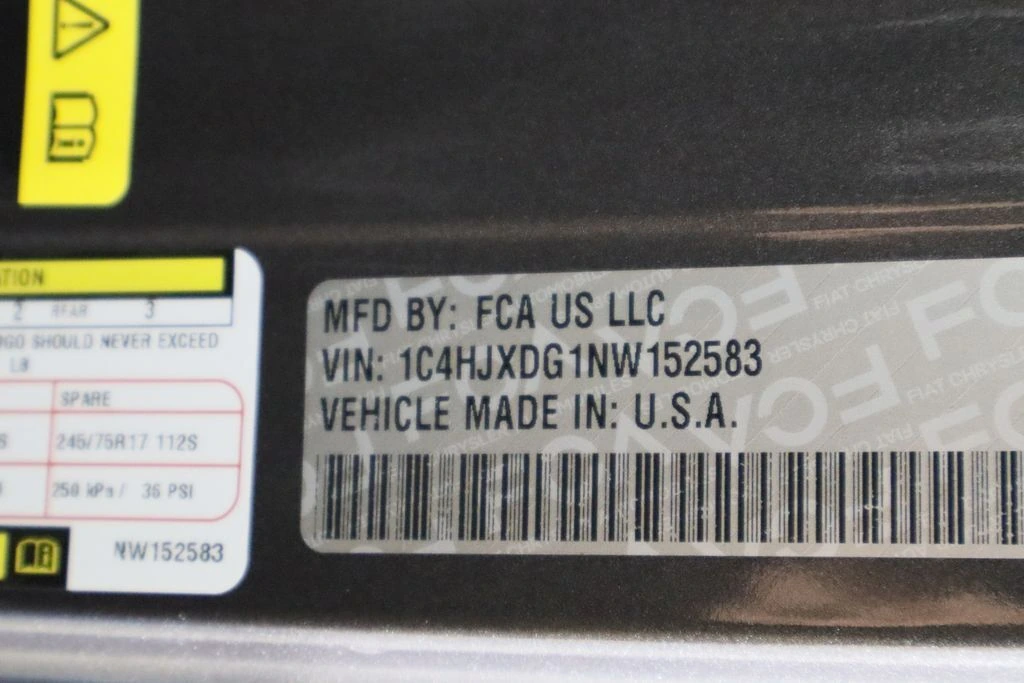 TION
2 REAR 3
RGO SHOULD NEVER EXCEED
LB
SPARE
S 245/75R17 112S
250 kPa / 36 PSI
NW152583
MFD BY: FCA US LLC
VIN: 1C4HJXDG1NW152583
VEHICLE MADE IN: U.S.A.